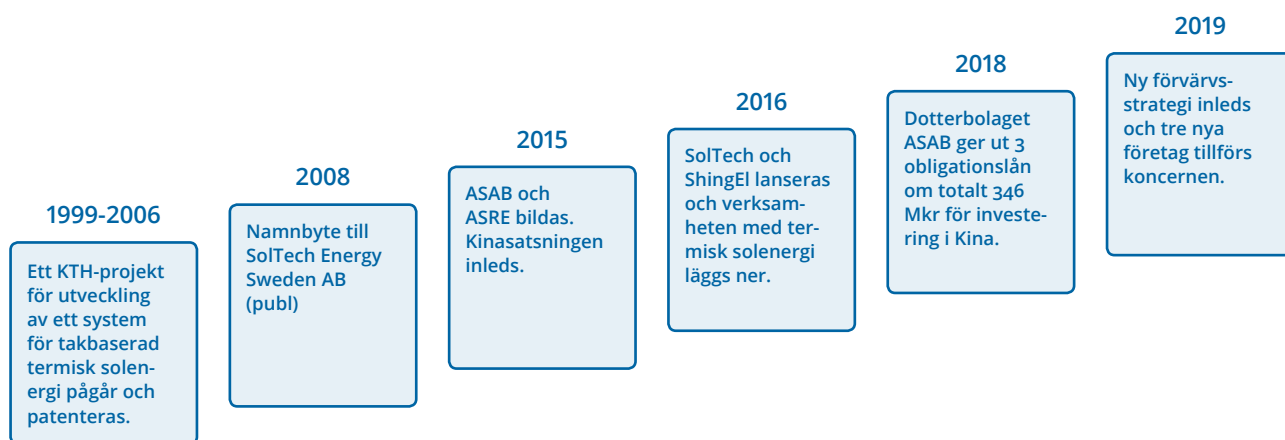 1999-2006
Ett KTH-projekt
för utveckling
av ett system
för takbaserad
termisk solen-
ergi pågår och
patenteras.
2008
Namnbyte till
SolTech Energy
Sweden AB
(publ)
2015
ASAB och
ASRE bildas.
Kinasatsningen
inleds.
2016
SolTech och
ShingEl lanseras
och verksam-
heten med ter-
misk solenergi
läggs ner.
2018
Dotterbolaget
ASAB ger ut 3
obligationslån
om totalt 346
Mkr för investe-
ring i Kina.
2019
Ny förvärvs-
strategi inleds
och tre nya
företag tillförs
koncernen.